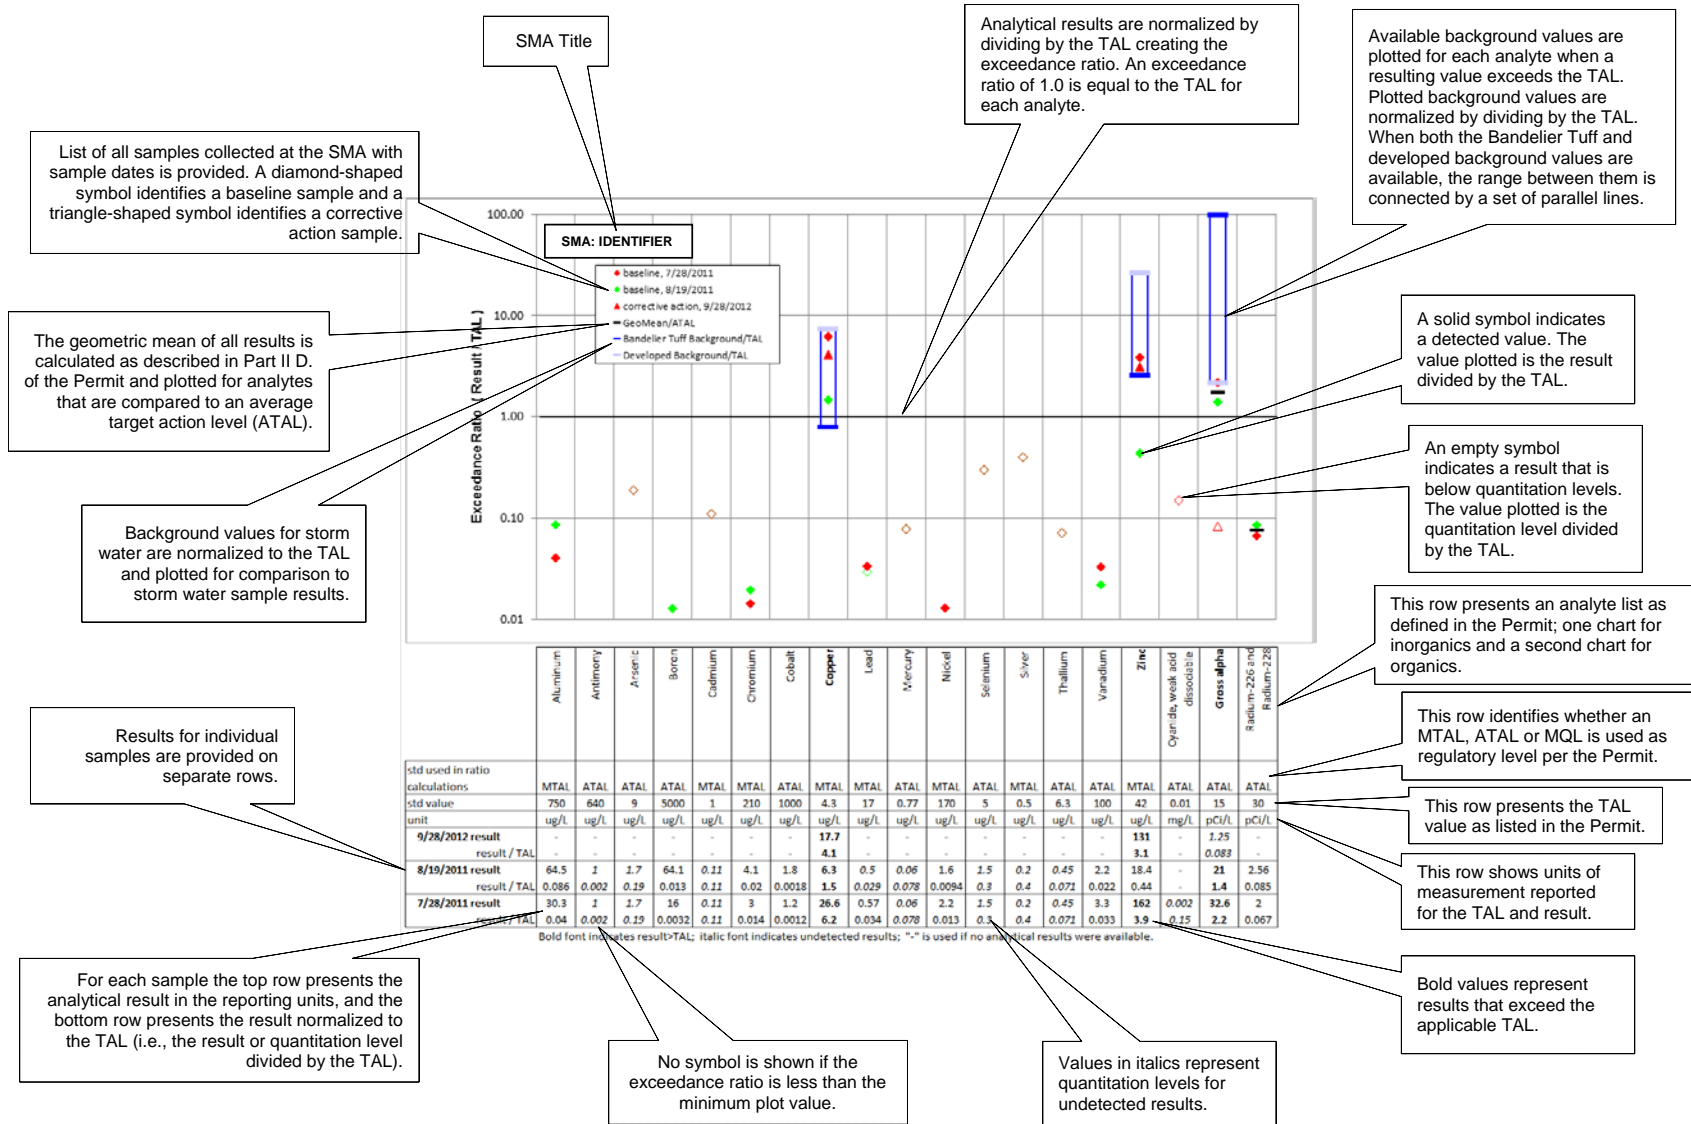 SMA Title
Analytical results are normalized by
dividing by the TAL creating the
exceedance ratio. An exceedance
ratio of 1.0 is equal to the TAL for
each analyte.
Available background values are
plotted for each analyte when a
resulting value exceeds the TAL.
Plotted background values are
normalized by dividing by the TAL.
When both the Bandelier Tuff and
developed background values are
available, the range between them is
connected by a set of parallel lines.
List of all samples collected at the SMA with
sample dates is provided. A diamond-shaped
symbol identifies a baseline sample and a
triangle-shaped symbol identifies a corrective
action sample.
The geometric mean of all results is
calculated as described in Part II D.
of the Permit and plotted for analytes
that are compared to an average
target action level (ATAL).
Background values for storm
water are normalized to the TAL
and plotted for comparison to
storm water sample results.
Exceedance Ratio ( Result / TAL )
100.00
10.00
1.00
0.10
0.01
SMA: IDENTIFIER
baseline, 7/28/2011
baseline, 8/19/2011
corrective action, 9/28/2012
GeoMean/ATAL
Bandelier Tuff Background/TAL
Developed Background/TAL
A solid symbol indicates
a detected value. The
value plotted is the result
divided by the TAL.
An empty symbol
indicates a result that is
below quantitation levels.
The value plotted is the
quantitation level divided
by the TAL.
This row presents an analyte list as
defined in the Permit; one chart for
inorganics and a second chart for
organics.
This row identifies whether an
MTAL, ATAL or MQL is used as
regulatory level per the Permit.
This row presents the TAL
value as listed in the Permit.
This row shows units of
measurement reported
for the TAL and result.
Bold values represent
results that exceed the
applicable TAL.
Results for individual
samples are provided on
separate rows.
Aluminum Antimony Arsenic Boron Cadmium Chromium Cobalt Copper Lead Mercury Nickel Selenium Silver Thallium Vanadium Zinc Cyanide, weak acid dissociable Gross alpha Radium-226 and Radium-228
std used in ratio
calculations MTAL ATAL ATAL ATAL MTAL MTAL ATAL MTAL MTAL ATAL MTAL ATAL MTAL ATAL ATAL MTAL ATAL ATAL ATAL
std value 750 640 9 5000 1 210 1000 4.3 17 0.77 170 5 0.5 6.3 100 42 0.01 15 30
unit ug/L ug/L ug/L ug/L ug/L ug/L ug/L ug/L ug/L ug/L ug/L ug/L ug/L ug/L ug/L ug/L mg/L pCi/L pCi/L
9/28/2012 result - - - - - - - 17.7 - - - - - - - 131 - 1.25 -
result / TAL - - - - - - - 4.1 - - - - - - - 3.1 - 0.083 -
8/19/2011 result 64.5 1 1.7 64.1 0.11 4.1 1.8 6.3 0.5 0.06 1.6 1.5 0.2 0.45 2.2 18.4 - 21 2.56
result / TAL 0.086 0.002 0.19 0.013 0.11 0.02 0.0018 1.5 0.029 0.078 0.0094 0.3 0.4 0.071 0.022 0.44 - 1.4 0.085
7/28/2011 result 30.3 1 1.7 16 0.11 3 1.2 26.6 0.57 0.06 2.2 1.5 0.2 0.45 3.3 162 0.002 32.6 2
result / TAL 0.04 0.002 0.19 0.0032 0.11 0.014 0.0012 6.2 0.034 0.078 0.013 0.3 0.4 0.071 0.033 3.9 0.15 2.2 0.067
Bold font indicates result>TAL; italic font indicates undetected results; "-" is used if no analytical results were available.
For each sample the top row presents the
analytical result in the reporting units, and the
bottom row presents the result normalized to
the TAL (i.e., the result or quantitation level
divided by the TAL).
No symbol is shown if the
exceedance ratio is less than the
minimum plot value.
Values in italics represent
quantitation levels for
undetected results.